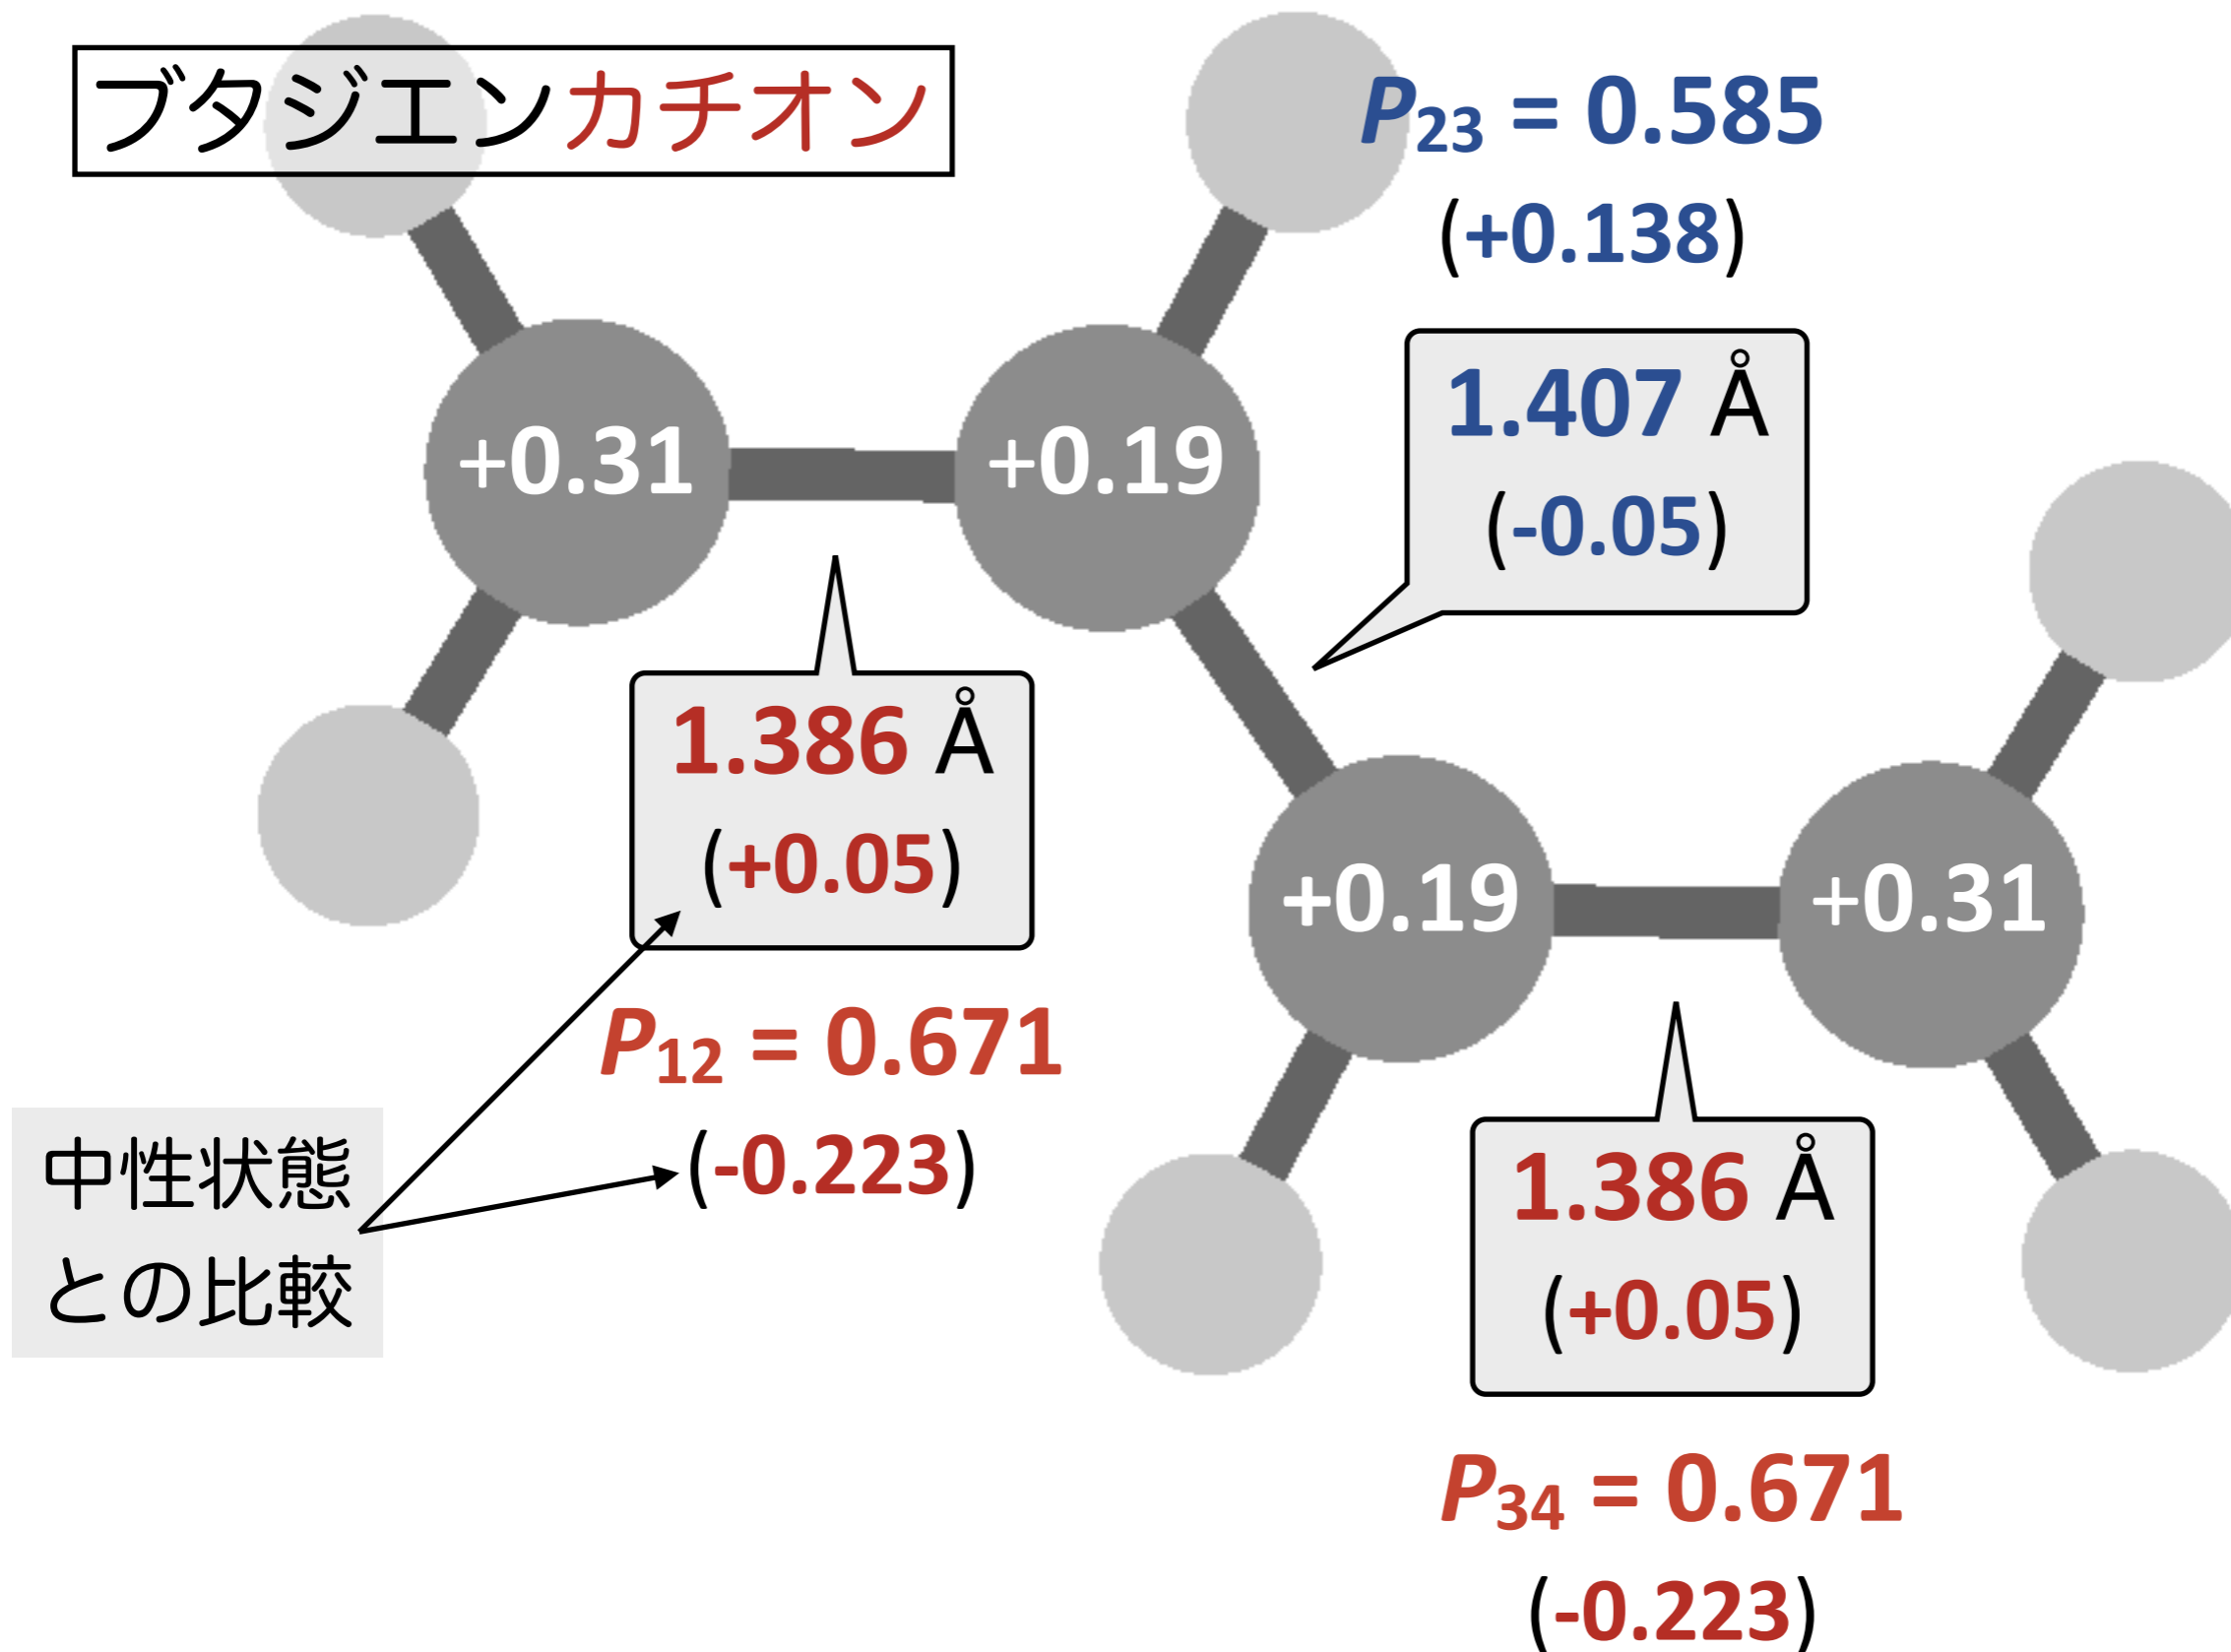 ブタジエンカチオン
P23 = 0.585
(+0.138)
1.407 Å
(-0.05)
+0.31
+0.19
1.386 Å
(+0.05)
P12 = 0.671
(-0.223)
中性状態
との比較
+0.19
+0.31
1.386 Å
(+0.05)
P34 = 0.671
(-0.223)